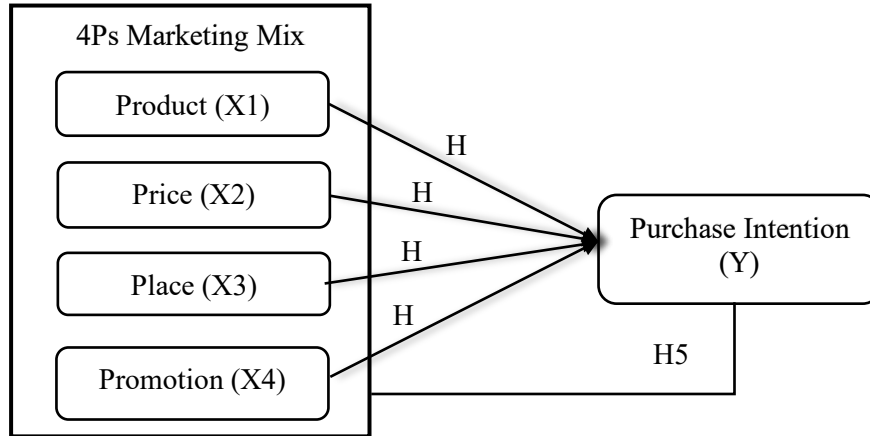 4Ps Marketing Mix
Product (X1)
H
Price (X2)
H
Purchase Intention
(Y)
H
Place (X3)
H
H5
Promotion (X4)